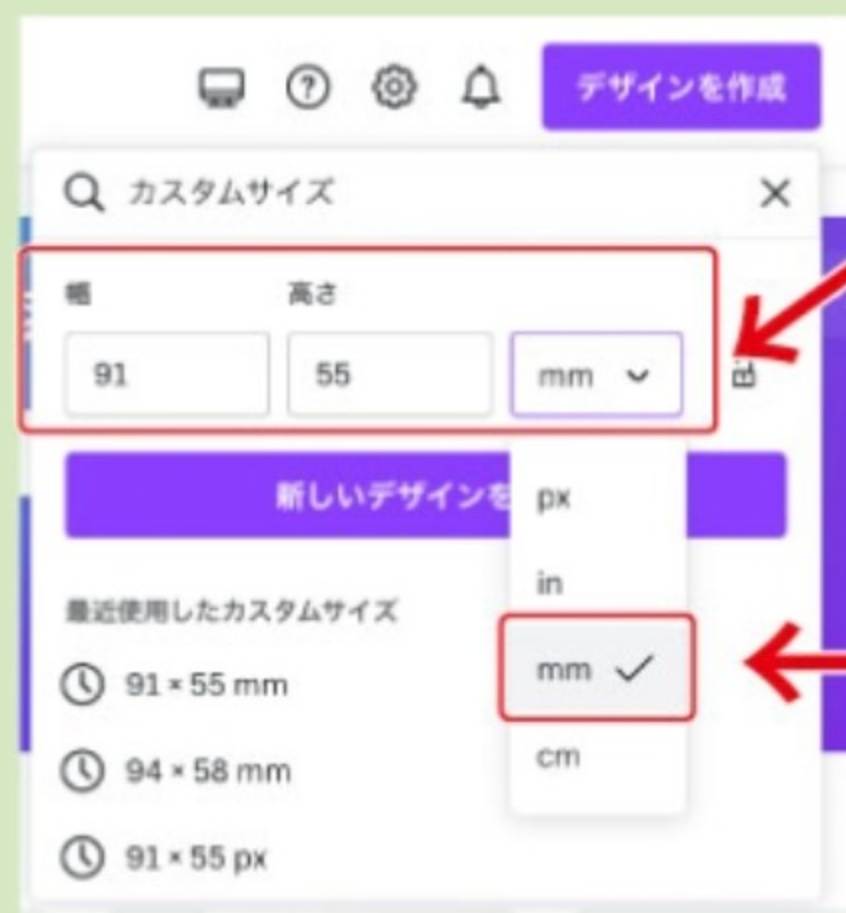 デザインを作成
カスタムサイズ
幅 高さ
91 55 mm
新しいデザインを
px
in
mm
cm
最近使用したカスタムサイズ
91 × 55 mm
94 × 58 mm
91 × 55 px